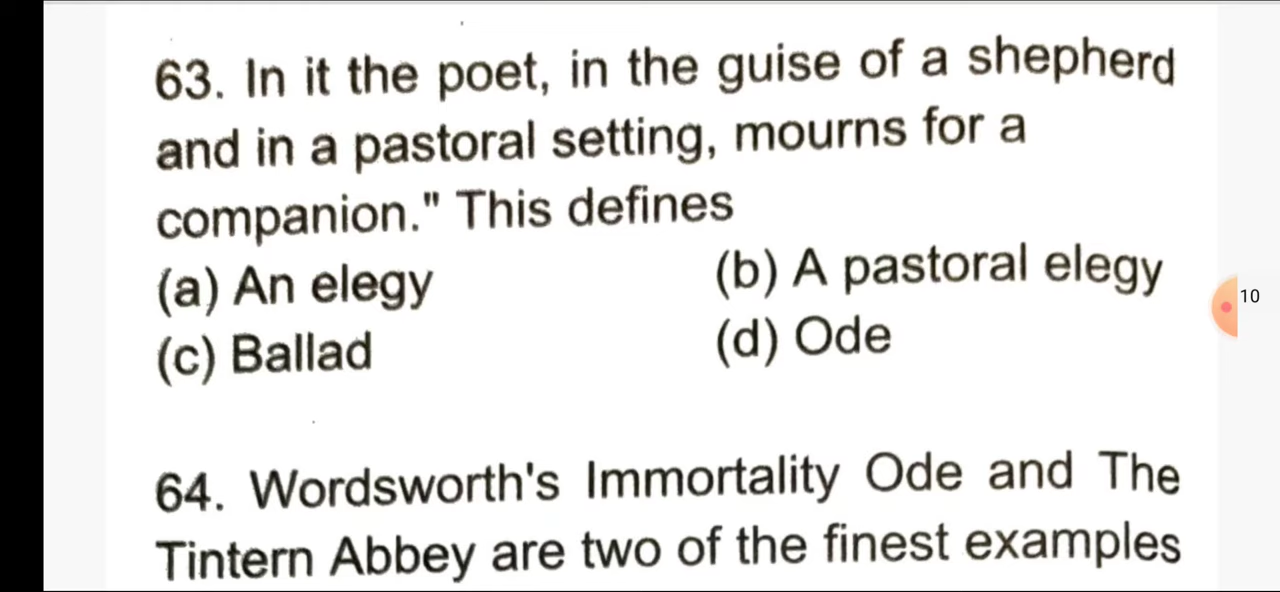 63. In it the poet, in the guise of a shepherd
and in a pastoral setting, mourns for a
companion." This defines
(a) An elegy (b) A pastoral elegy
(c) Ballad (d) Ode
10
64. Wordsworth's Immortality Ode and The
Tintern Abbey are two of the finest examples